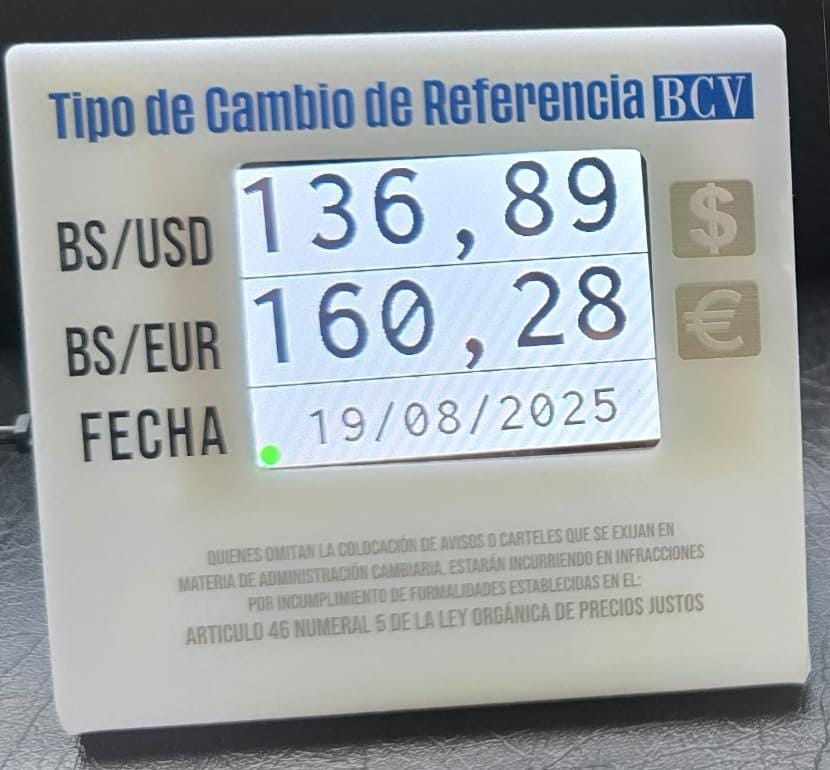 Tipo de Cambio de Referencia BCV
BS/USD 136,89 $
BS/EUR 160,28 €
FECHA 19/08/2025
QUIENES OMITAN LA COLOCACIÓN DE AVISOS O CARTELES QUE SE EXIJAN EN
MATERIA DE ADMINISTRACIÓN CAMBIARIA, ESTARÁN INCURRIENDO EN INFRACCIONES
POR INCUMPLIMIENTO DE FORMALIDADES ESTABLECIDAS EN EL:
ARTICULO 46 NUMERAL 5 DE LA LEY ORGÁNICA DE PRECIOS JUSTOS